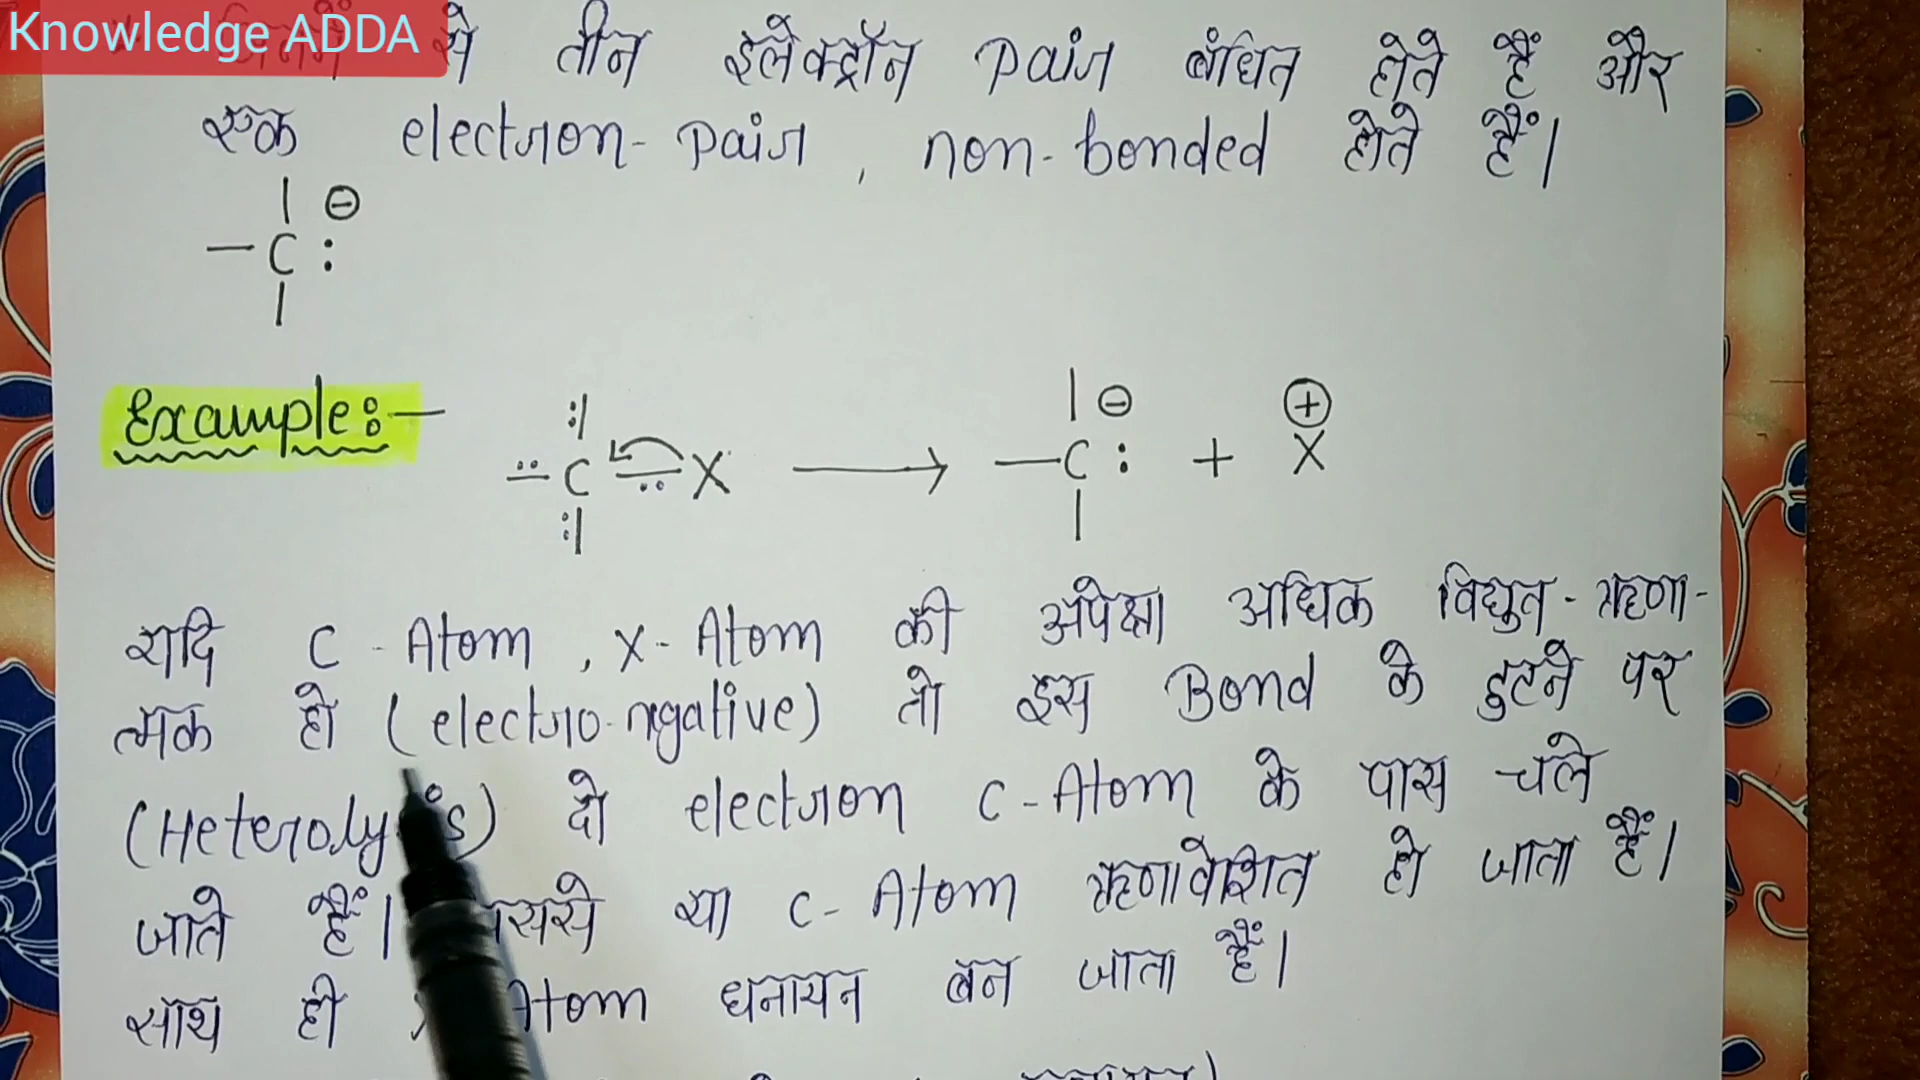 Knowledge ADDA
से तीन इलेक्ट्रॉन pair बंधित होते हैं और
एक electron-pair, non-bonded होते हैं।
| ⊖
— C :
|
Example:— :| | ⊖ ⊕
-̈ C —̈ X ⟶ — C : + X
:| |
यदि C-Atom, X-Atom की अपेक्षा अधिक विद्युत-ऋणा-
त्मक हो (electro-negative) तो इस Bond के टुटने पर
(Heterolysis) दो electron C-Atom के पास चले
जाते हैं। या C-Atom ऋणावेशित हो जाता हैं।
साथ ही Atom धनायन बन जाता हैं।